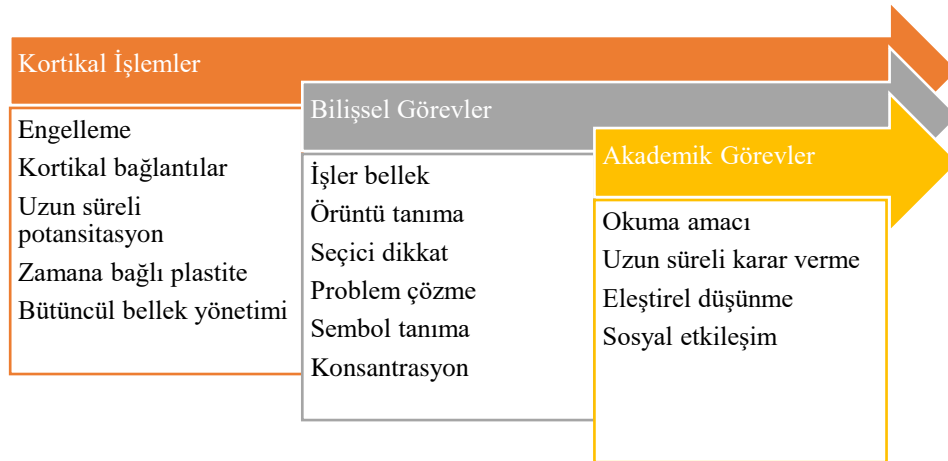 Kortikal İşlemler
Engelleme
Kortikal bağlantılar
Uzun süreli
potansitasyon
Zamana bağlı plastite
Bütüncül bellek yönetimi
Bilişsel Görevler
İşler bellek
Örüntü tanıma
Seçici dikkat
Problem çözme
Sembol tanıma
Konsantrasyon
Akademik Görevler
Okuma amacı
Uzun süreli karar verme
Eleştirel düşünme
Sosyal etkileşim